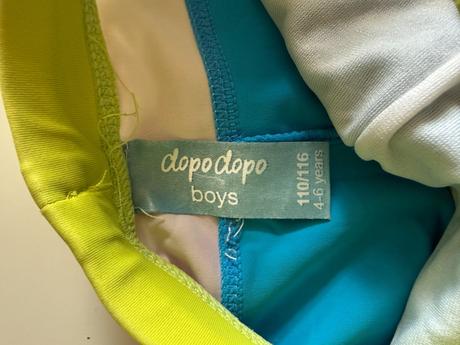 dopodopo
boys
110/116
4-6 years